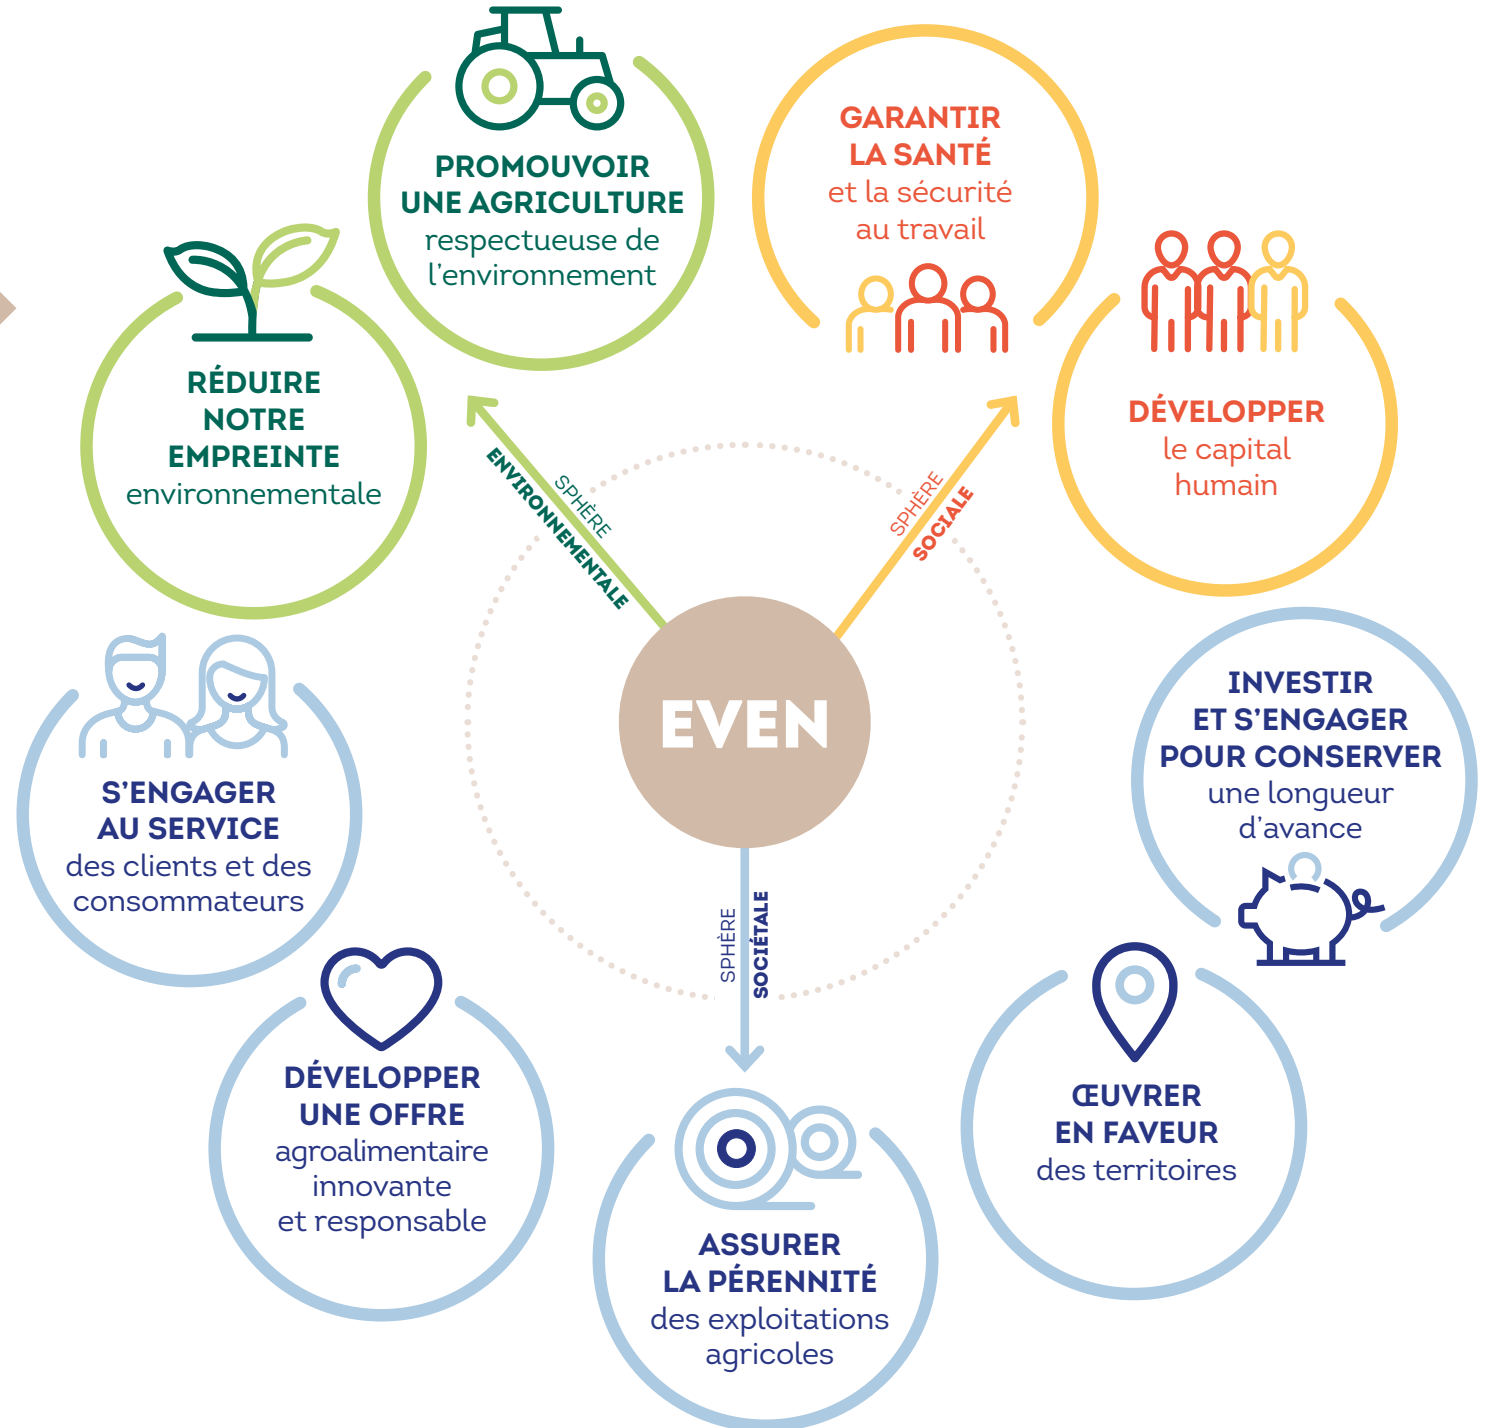 PROMOUVOIR
UNE AGRICULTURE
respectueuse de
l'environnement
GARANTIR
LA SANTÉ
et la sécurité
au travail
RÉDUIRE
NOTRE
EMPREINTE
environnementale
DÉVELOPPER
le capital
humain
SPHÈRE
ENVIRONNEMENTALE
SPHÈRE
SOCIALE
EVEN
INVESTIR
ET S'ENGAGER
POUR CONSERVER
une longueur
d'avance
S'ENGAGER
AU SERVICE
des clients et des
consommateurs
SPHÈRE
SOCIÉTALE
DÉVELOPPER
UNE OFFRE
agroalimentaire
innovante
et responsable
ŒUVRER
EN FAVEUR
des territoires
ASSURER
LA PÉRENNITÉ
des exploitations
agricoles